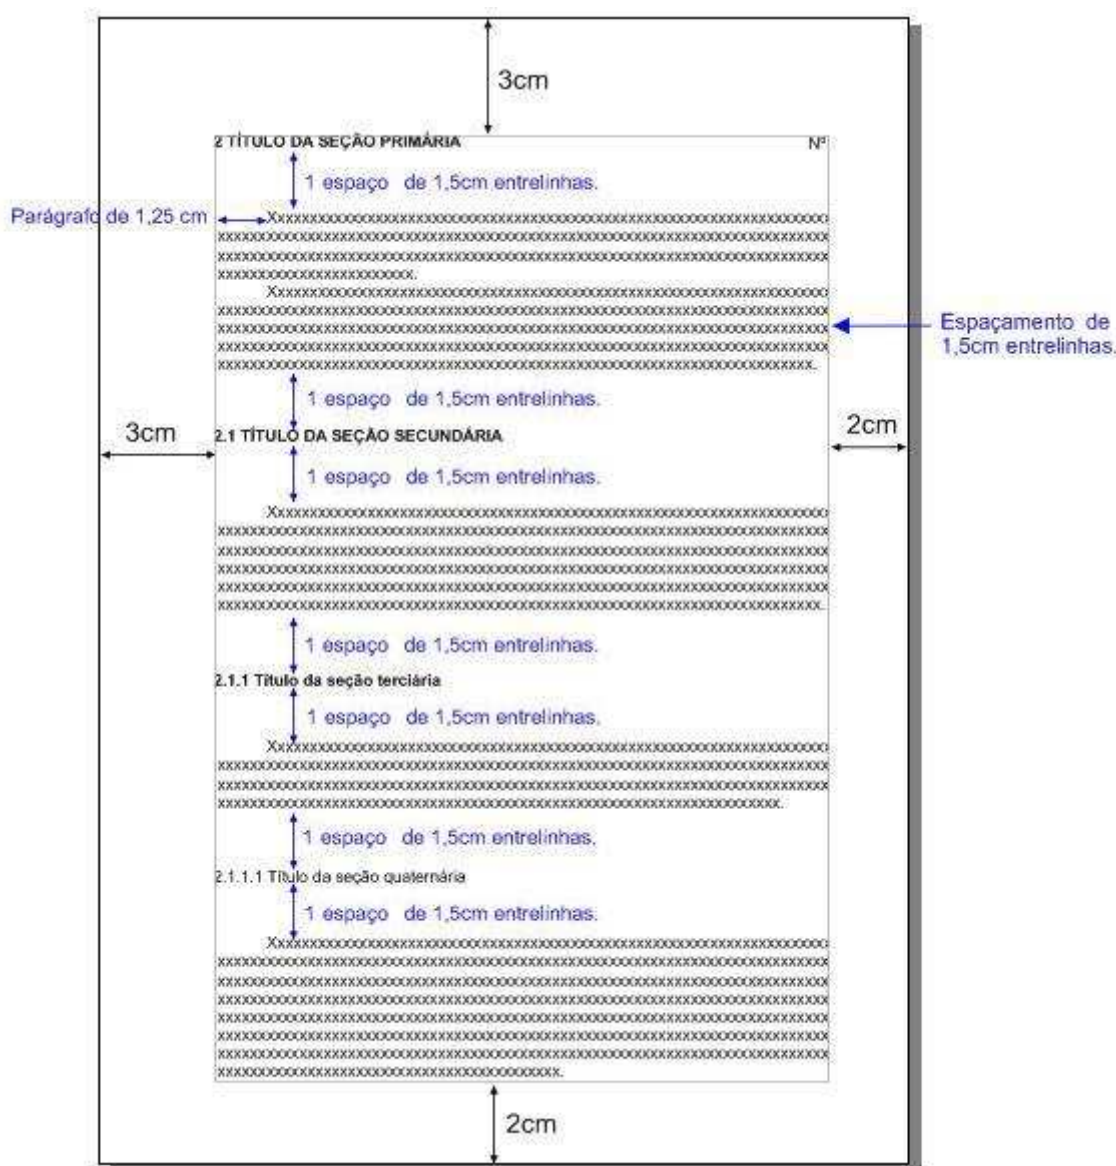 3cm
2 TÍTULO DA SEÇÃO PRIMÁRIA Nº
1 espaço de 1,5cm entrelinhas.
Parágrafo de 1,25 cm
Espaçamento de
1,5cm entrelinhas.
1 espaço de 1,5cm entrelinhas.
3cm
2.1 TÍTULO DA SEÇÃO SECUNDÁRIA
2cm
1 espaço de 1,5cm entrelinhas.
1 espaço de 1,5cm entrelinhas.
2.1.1 Título da seção terciária
1 espaço de 1,5cm entrelinhas.
1 espaço de 1,5cm entrelinhas.
2.1.1.1 Título da seção quaternária
1 espaço de 1,5cm entrelinhas.
2cm